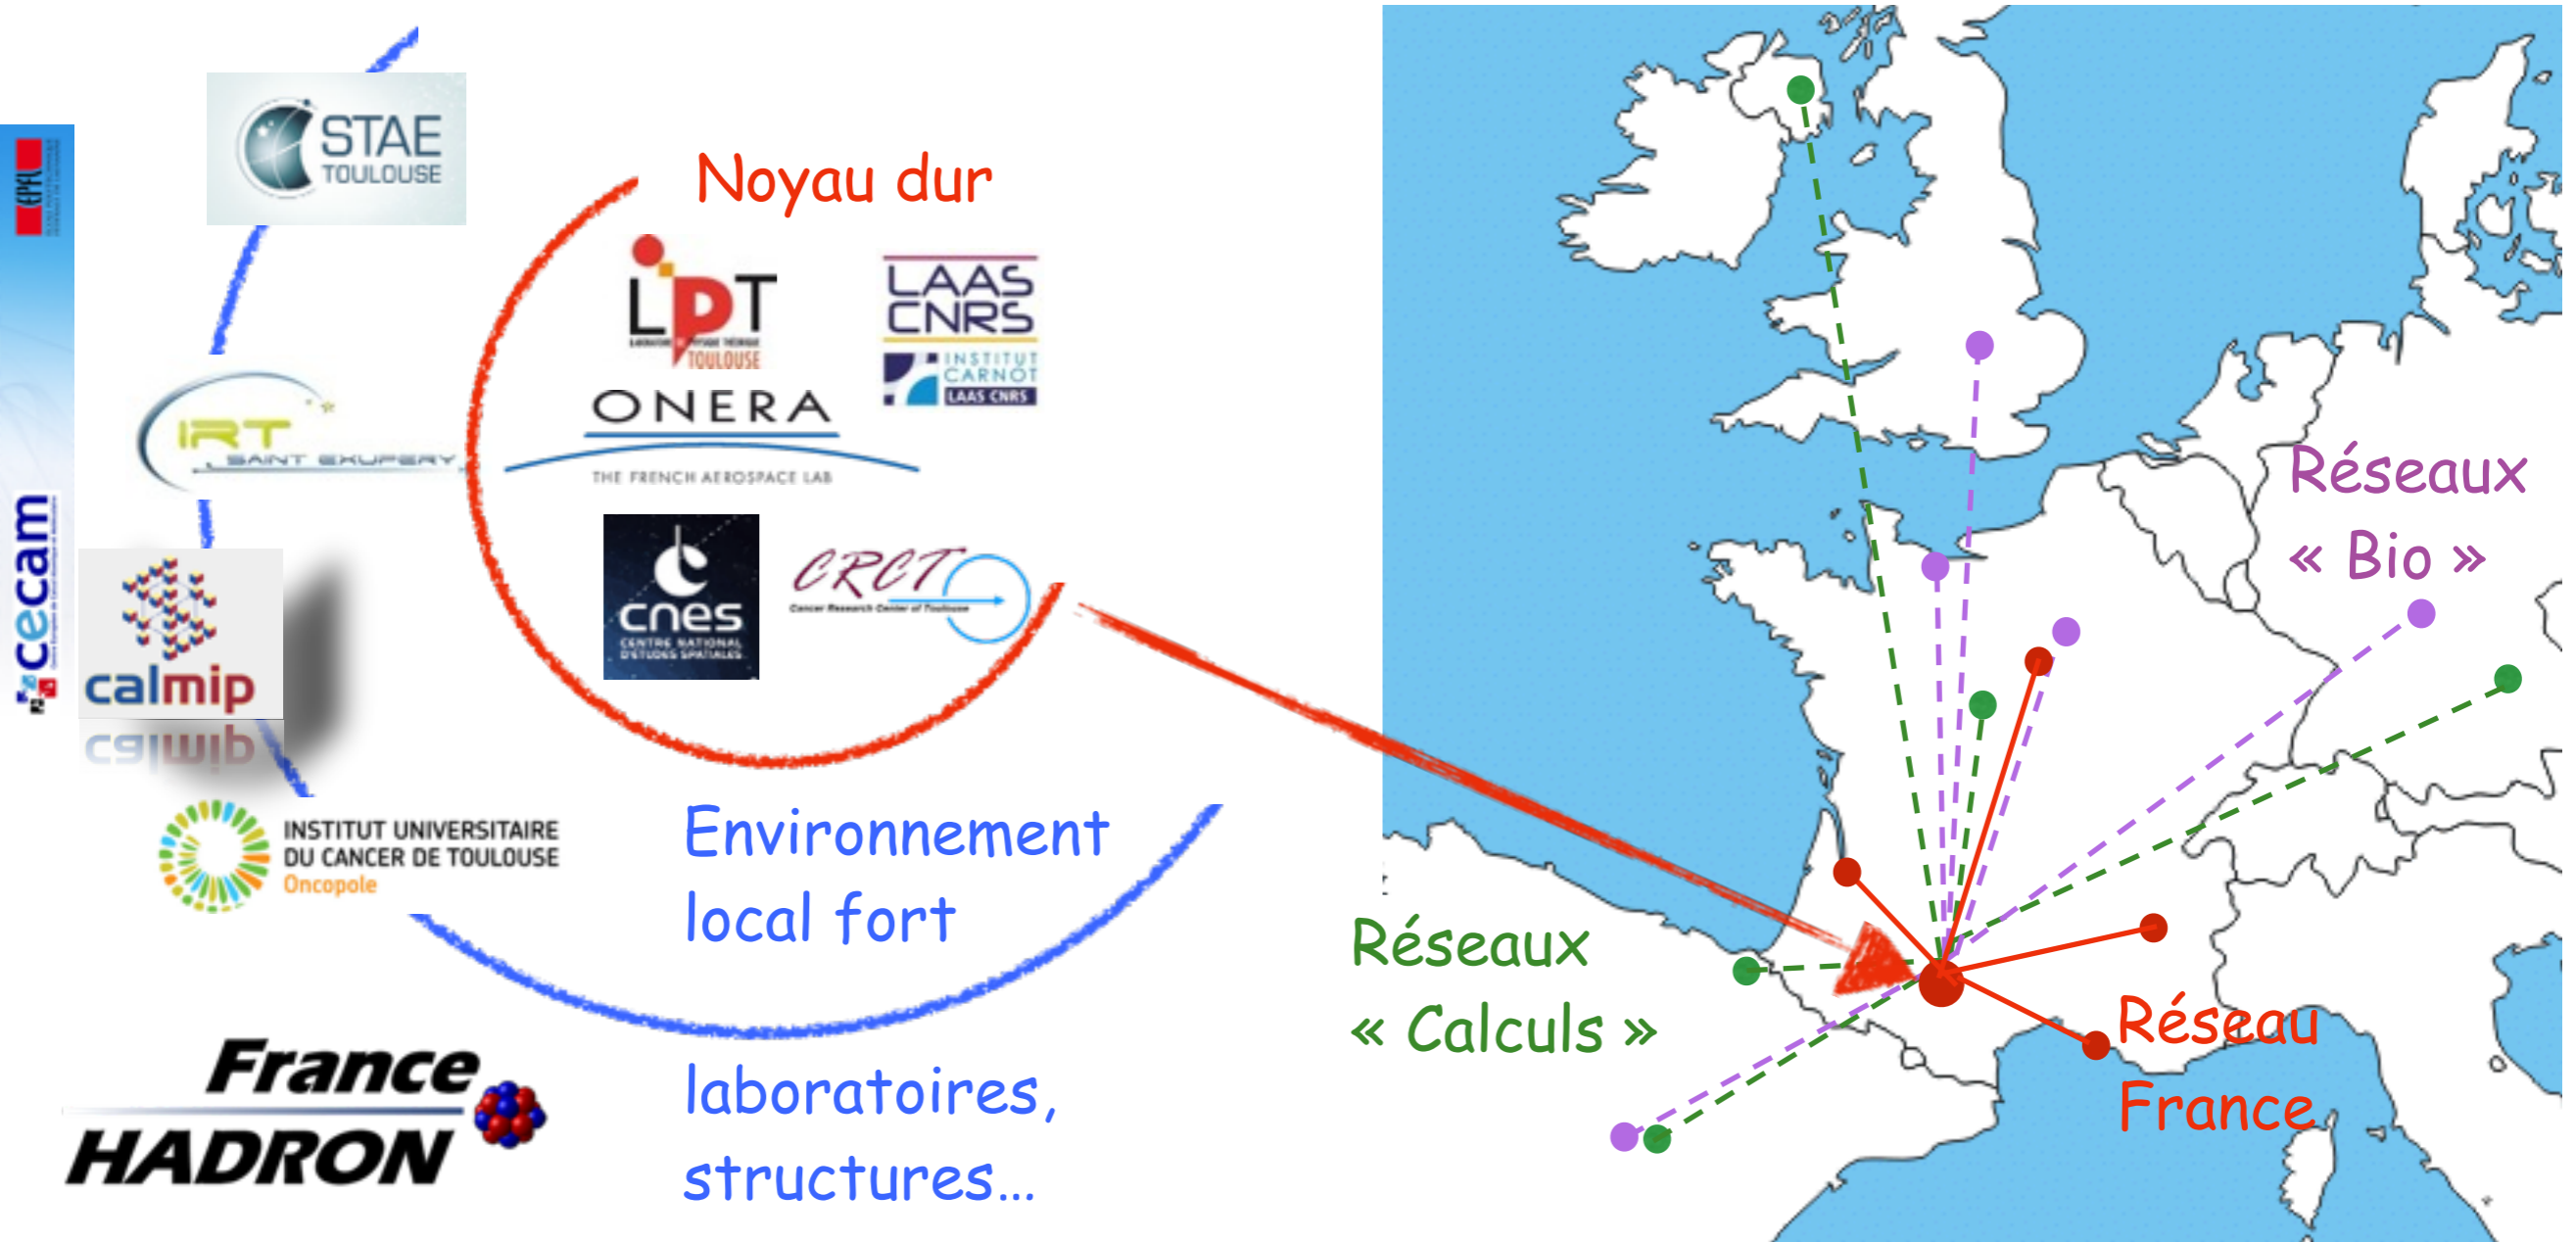 STAE
TOULOUSE
EPFL
cecam
IRT
SAINT EXUPERY
calmip
INSTITUT UNIVERSITAIRE
DU CANCER DE TOULOUSE
Oncopole
France
HADRON
Noyau dur
LPT
TOULOUSE
LAAS
CNRS
INSTITUT
CARNOT
LAAS CNRS
ONERA
THE FRENCH AEROSPACE LAB
cnes
CENTRE NATIONAL
D'ÉTUDES SPATIALES
CRCT
Cancer Research Center of Toulouse
Environnement
local fort
laboratoires,
structures...
Réseaux
« Bio »
Réseaux
« Calculs »
Réseau
France